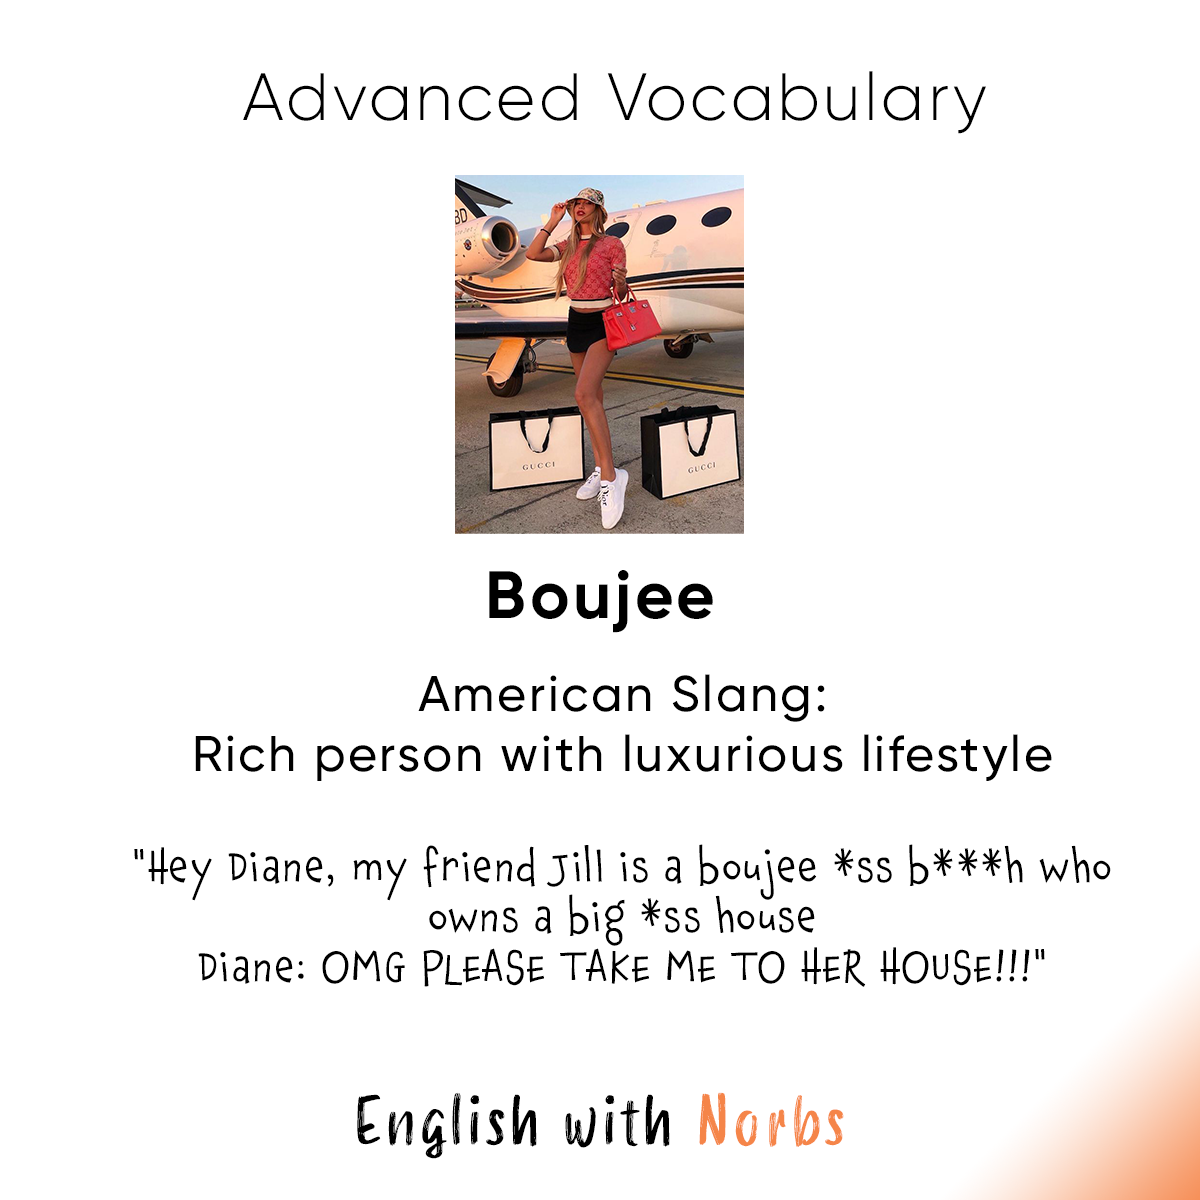 Advanced Vocabulary
BD
GUCCI
GUCCI
Boujee
American Slang:
Rich person with luxurious lifestyle
"Hey Diane, my friend Jill is a boujee *ss b***h who
owns a big *ss house
Diane: OMG PLEASE TAKE ME TO HER HOUSE!!!"
English with Norbs